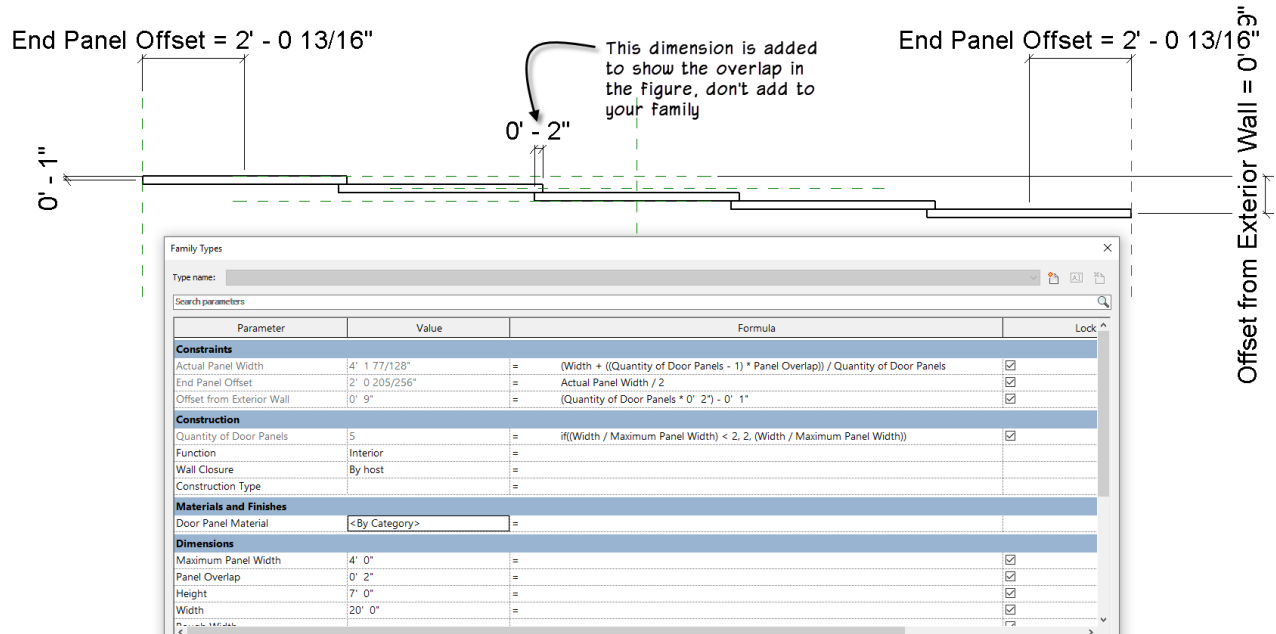 End Panel Offset = 2' - 0 13/16"
This dimension is added
to show the overlap in
the figure, don't add to
your family
End Panel Offset = 2' - 0 13/16"
0' - 2"
0' - 1"
Offset from Exterior Wall = 0' 9"
Family Types
Type name:
Search parameters
Parameter Value Formula Lock
Constraints
Actual Panel Width 4' 1 77/128" = (Width + ((Quantity of Door Panels - 1) * Panel Overlap)) / Quantity of Door Panels
End Panel Offset 2' 0 205/256" = Actual Panel Width / 2
Offset from Exterior Wall 0' 9" = (Quantity of Door Panels * 0' 2") - 0' 1"
Construction
Quantity of Door Panels 5 = if((Width / Maximum Panel Width) < 2, 2, (Width / Maximum Panel Width))
Function Interior =
Wall Closure By host =
Construction Type =
Materials and Finishes
Door Panel Material <By Category> =
Dimensions
Maximum Panel Width 4' 0" =
Panel Overlap 0' 2" =
Height 7' 0" =
Width 20' 0" =
Rough Width